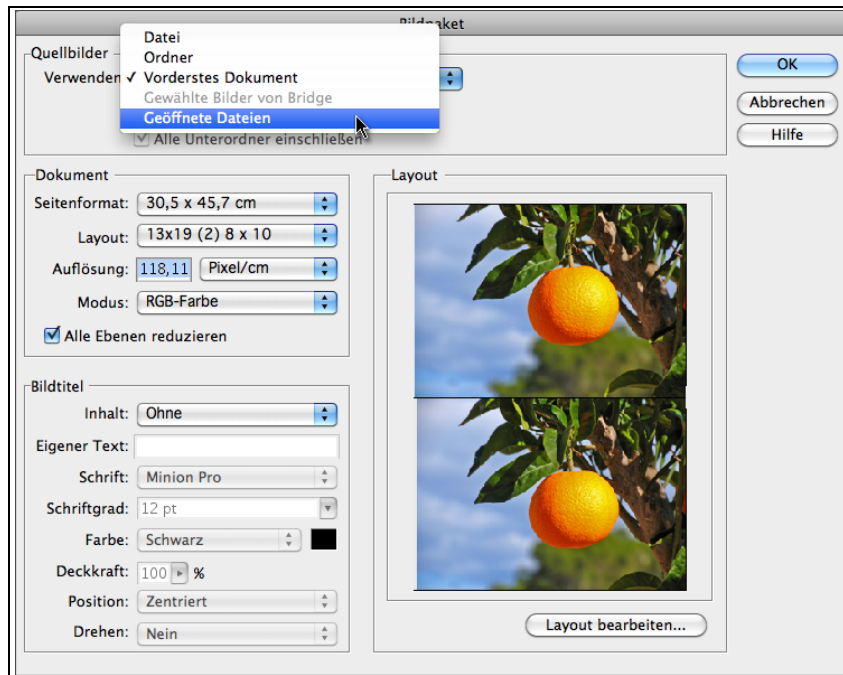 Bildpaket
Quellbilder
Verwenden
Datei
Ordner
✓ Vorderstes Dokument
Gewählte Bilder von Bridge
Geöffnete Dateien
Alle Unterordner einschließen
OK
Abbrechen
Hilfe
Dokument
Seitenformat: 30,5 x 45,7 cm
Layout: 13x19 (2) 8 x 10
Auflösung: 118,11 Pixel/cm
Modus: RGB-Farbe
Alle Ebenen reduzieren
Bildtitel
Inhalt: Ohne
Eigener Text:
Schrift: Minion Pro
Schriftgrad: 12 pt
Farbe: Schwarz
Deckkraft: 100 %
Position: Zentriert
Drehen: Nein
Layout
Layout bearbeiten...